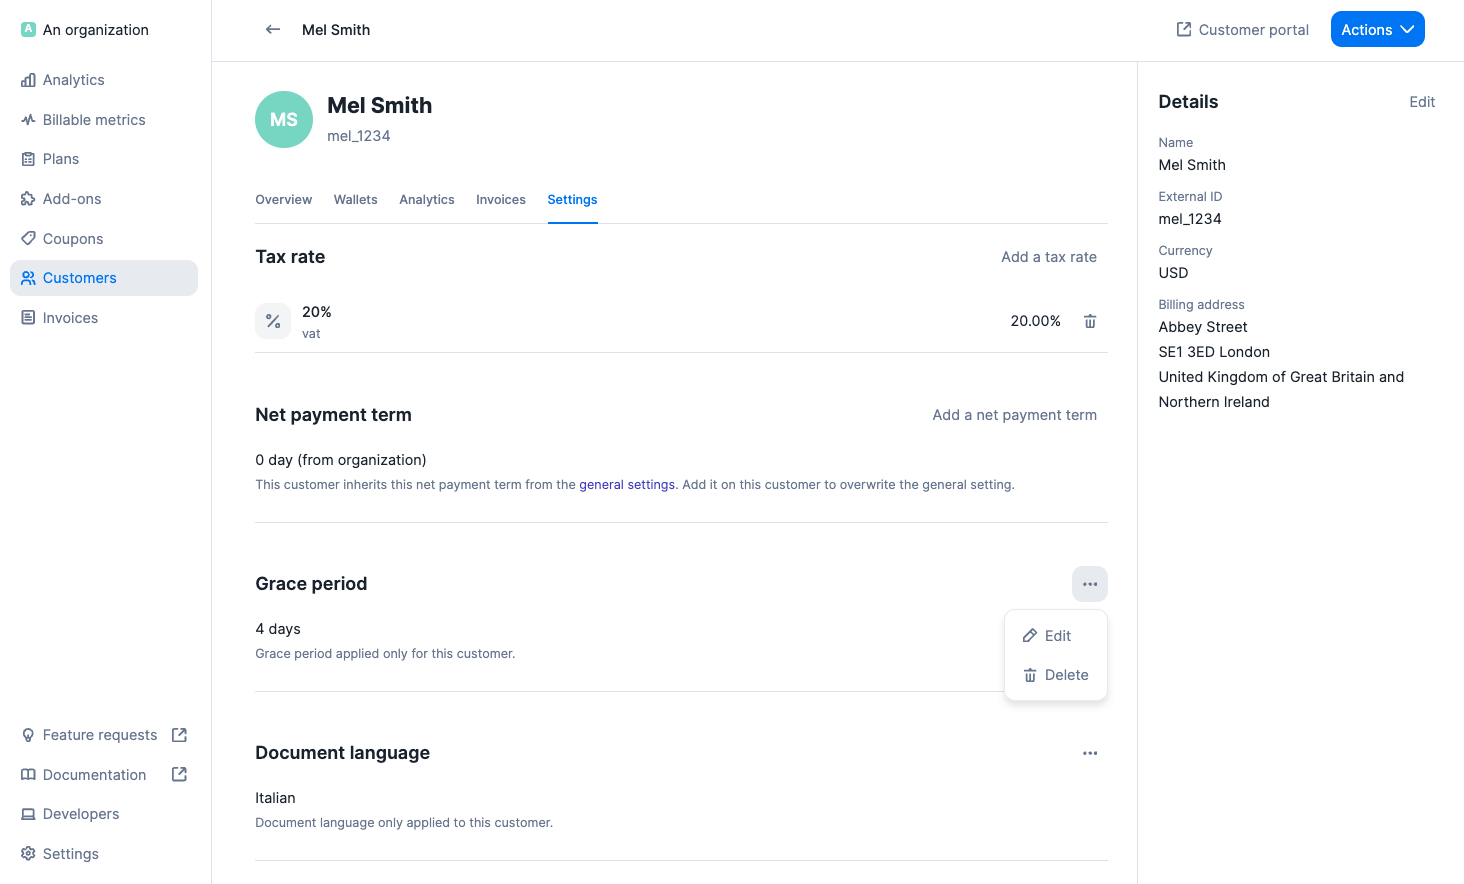 A An organization
Analytics
Billable metrics
Plans
Add-ons
Coupons
Customers
Invoices
Feature requests
Documentation
Developers
Settings
Mel Smith
Customer portal
Actions
MS
Mel Smith
mel_1234
Overview Wallets Analytics Invoices Settings
Tax rate
Add a tax rate
20%
vat
20.00%
Net payment term
Add a net payment term
0 day (from organization)
This customer inherits this net payment term from the general settings. Add it on this customer to overwrite the general setting.
Grace period
4 days
Grace period applied only for this customer.
Edit
Delete
Document language
Italian
Document language only applied to this customer.
Details
Edit
Name
Mel Smith
External ID
mel_1234
Currency
USD
Billing address
Abbey Street
SE1 3ED London
United Kingdom of Great Britain and
Northern Ireland